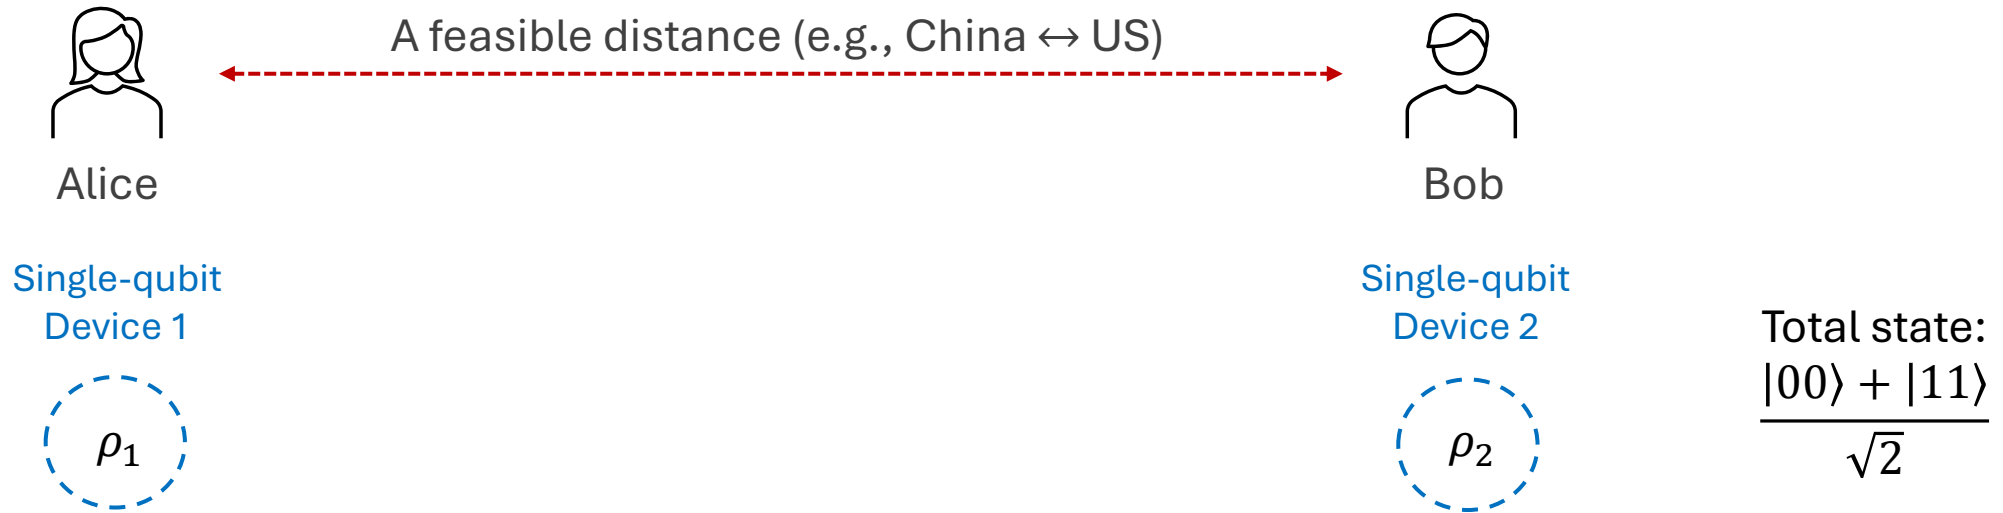 A feasible distance (e.g., China ↔ US)
Alice
Bob
Single-qubit
Device 1
Single-qubit
Device 2
ρ₁
ρ₂
Total state:
|00⟩ + |11⟩
√2